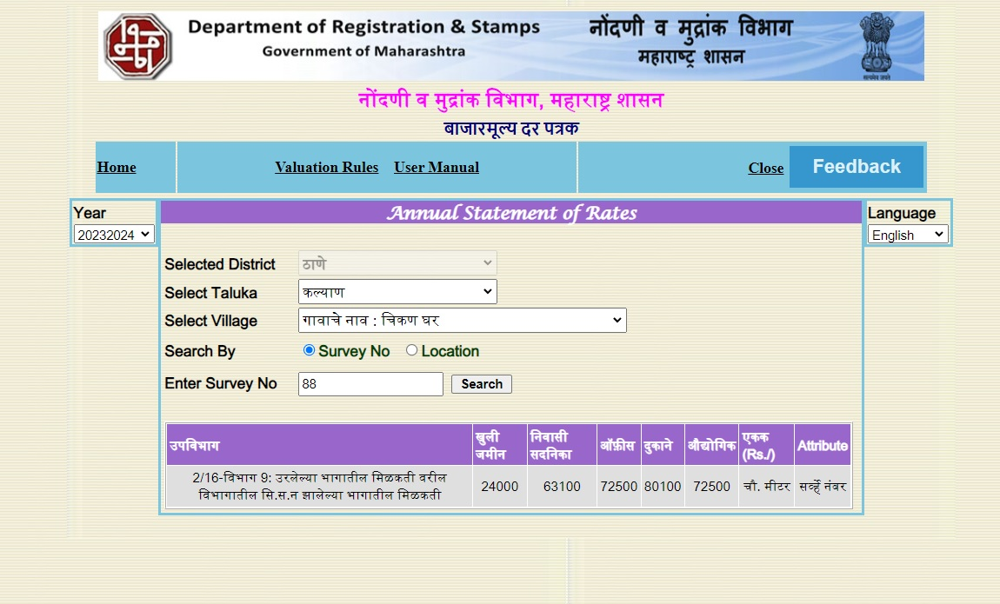 Department of Registration & Stamps
Government of Maharashtra
नोंदणी व मुद्रांक विभाग
महाराष्ट्र शासन
सत्यमेव जयते
नोंदणी व मुद्रांक विभाग, महाराष्ट्र शासन
बाजारमूल्य दर पत्रक
Home Valuation Rules User Manual Close Feedback
Year Annual Statement of Rates Language
20232024 English
Selected District ठाणे
Select Taluka कल्याण
Select Village गावाचे नाव : चिकण घर
Search By Survey No Location
Enter Survey No 88 Search
उपविभाग खुली जमीन निवासी सदनिका ऑफ़ीस दुकाने औद्योगिक एकक (Rs./) Attribute
2/16-विभाग 9: उरलेल्या भागातील मिळकती वरील विभागातील सि.स.न झालेल्या भागातील मिळकती 24000 63100 72500 80100 72500 चौ. मीटर सर्व्हे नंबर